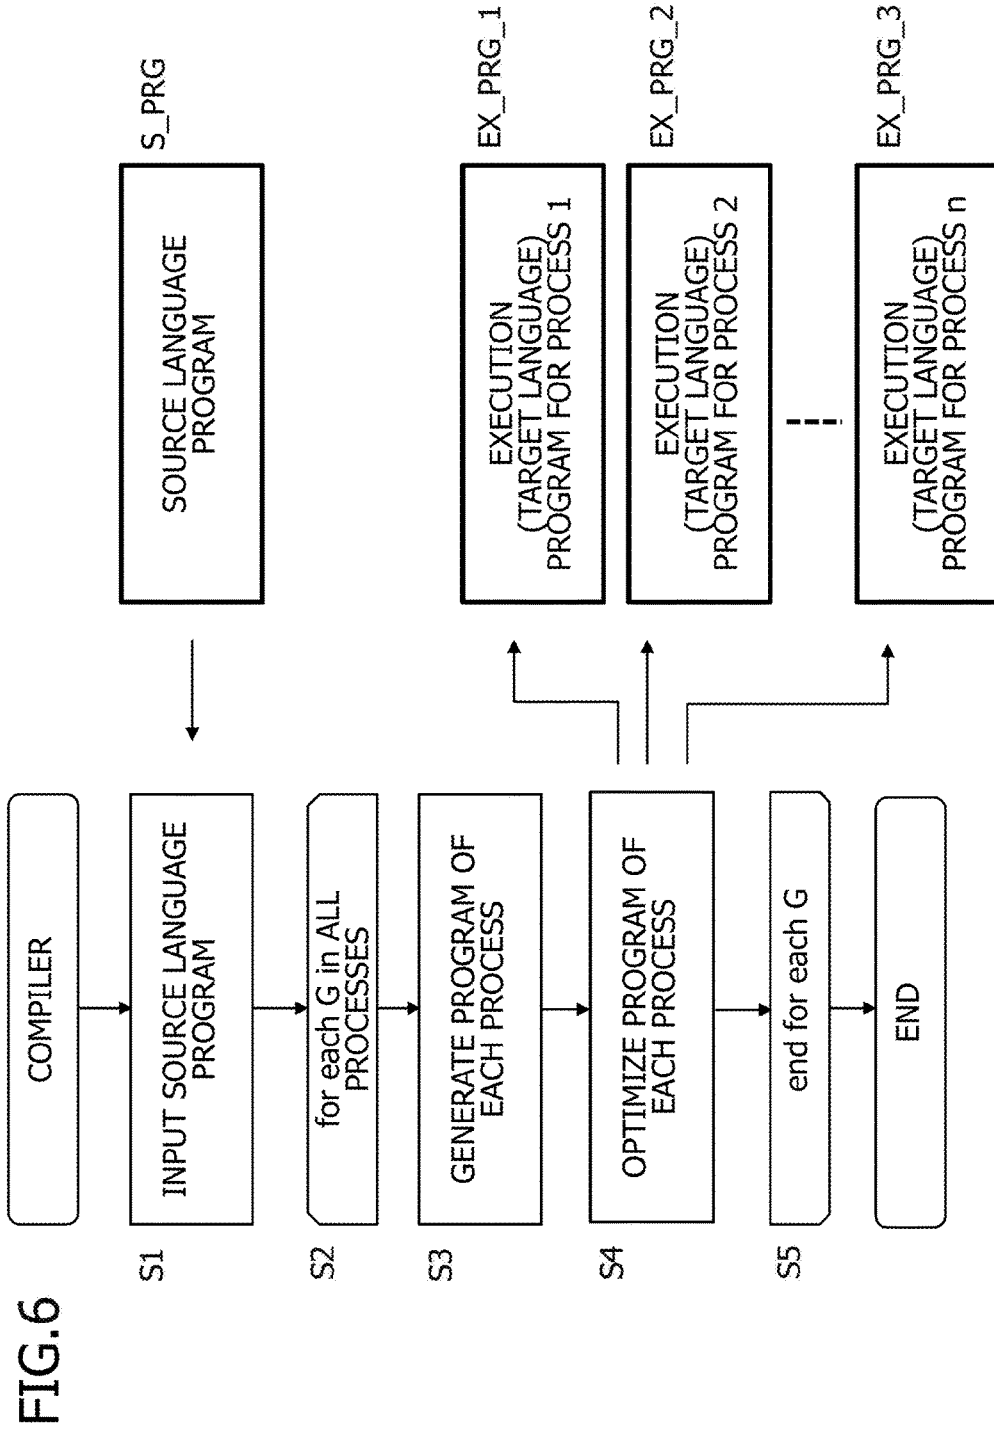 FIG.6
COMPILER
S1
INPUT SOURCE LANGUAGE
PROGRAM
S2
for each G in ALL
PROCESSES
S3
GENERATE PROGRAM OF
EACH PROCESS
S4
OPTIMIZE PROGRAM OF
EACH PROCESS
S5
end for each G
END
SOURCE LANGUAGE
PROGRAM
S_PRG
EXECUTION
(TARGET LANGUAGE)
PROGRAM FOR PROCESS 1
EX_PRG_1
EXECUTION
(TARGET LANGUAGE)
PROGRAM FOR PROCESS 2
EX_PRG_2
EXECUTION
(TARGET LANGUAGE)
PROGRAM FOR PROCESS n
EX_PRG_3